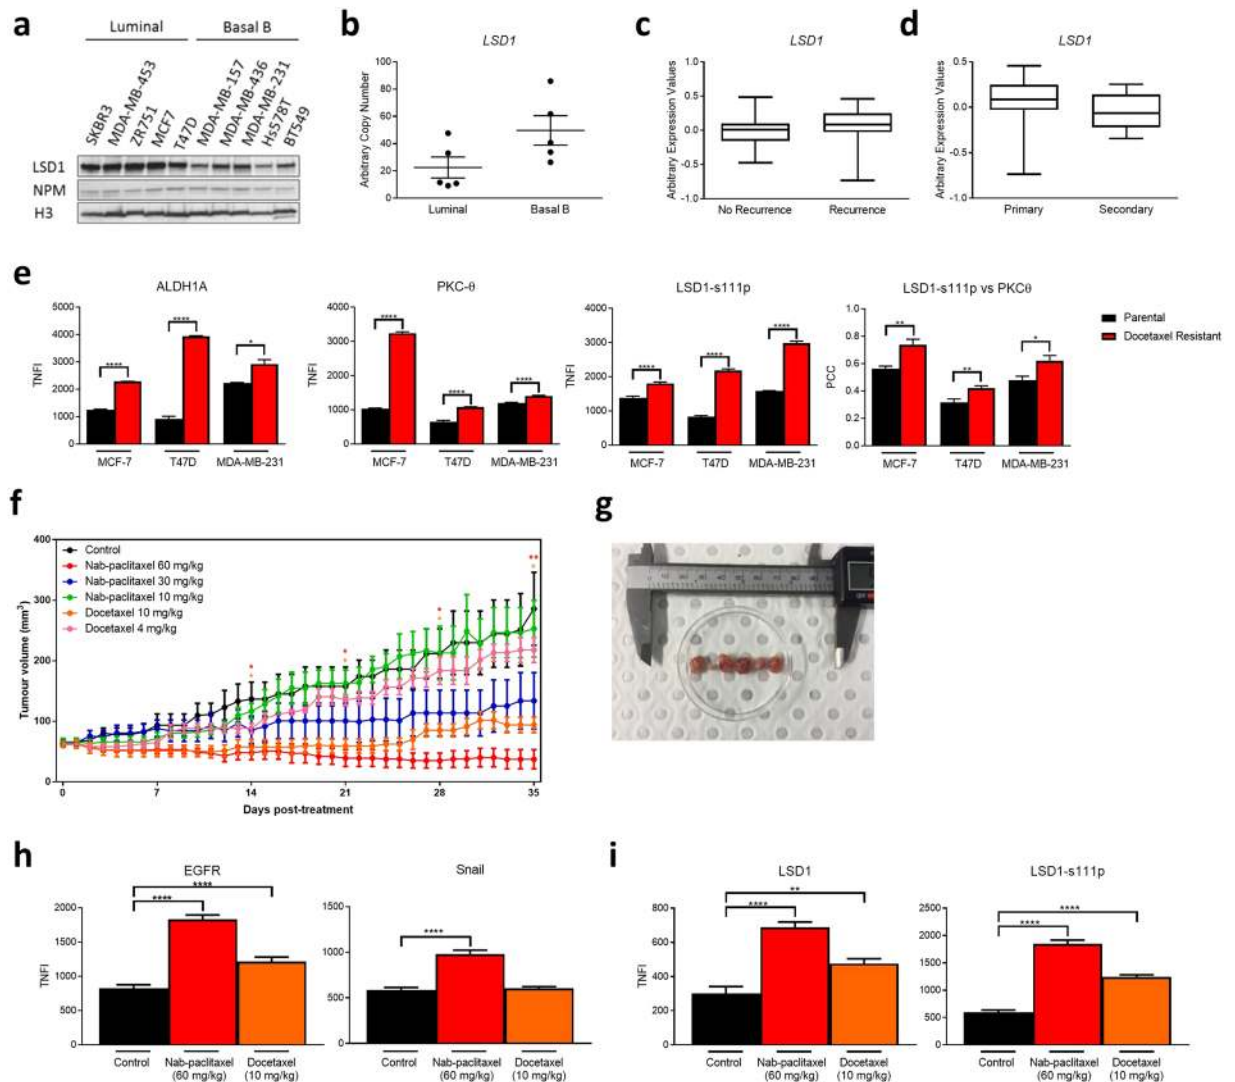 a
Luminal Basal B
SKBR3 MDA-MB-453 ZR751 MCF7 T47D MDA-MB-157 MDA-MB-436 MDA-MB-231 Hs578T BT549
LSD1
NPM
H3
b
LSD1
Arbitrary Copy Number
100
80
60
40
20
0
Luminal Basal B
c
LSD1
Arbitrary Expression Values
1.0
0.5
0.0
-0.5
-1.0
No Recurrence Recurrence
d
LSD1
Arbitrary Expression Values
0.5
0.0
-0.5
-1.0
Primary Secondary
e
ALDH1A
TNFI
5000
4000
3000
2000
1000
0
**** **** *
MCF-7 T47D MDA-MB-231
PKC-θ
4000
3000
2000
1000
0
**** **** ****
MCF-7 T47D MDA-MB-231
LSD1-s111p
TNFI
4000
3000
2000
1000
0
**** **** ****
MCF-7 T47D MDA-MB-231
LSD1-s111p vs PKCθ
PCC
1.0
0.8
0.6
0.4
0.2
0.0
** ** *
MCF-7 T47D MDA-MB-231
Parental
Docetaxel Resistant
f
Tumour volume (mm³)
400
300
200
100
0
Control
Nab-paclitaxel 60 mg/kg
Nab-paclitaxel 30 mg/kg
Nab-paclitaxel 10 mg/kg
Docetaxel 10 mg/kg
Docetaxel 4 mg/kg
0 7 14 21 28 35
Days post-treatment
g
h
EGFR
TNFI
2000
1500
1000
500
0
****
****
Control Nab-paclitaxel Docetaxel
(60 mg/kg) (10 mg/kg)
Snail
1500
1000
500
0
****
Control Nab-paclitaxel Docetaxel
(60 mg/kg) (10 mg/kg)
i
LSD1
TNFI
800
600
400
200
0
**
****
Control Nab-paclitaxel Docetaxel
(60 mg/kg) (10 mg/kg)
LSD1-s111p
2500
2000
1500
1000
500
0
****
****
Control Nab-paclitaxel Docetaxel
(60 mg/kg) (10 mg/kg)